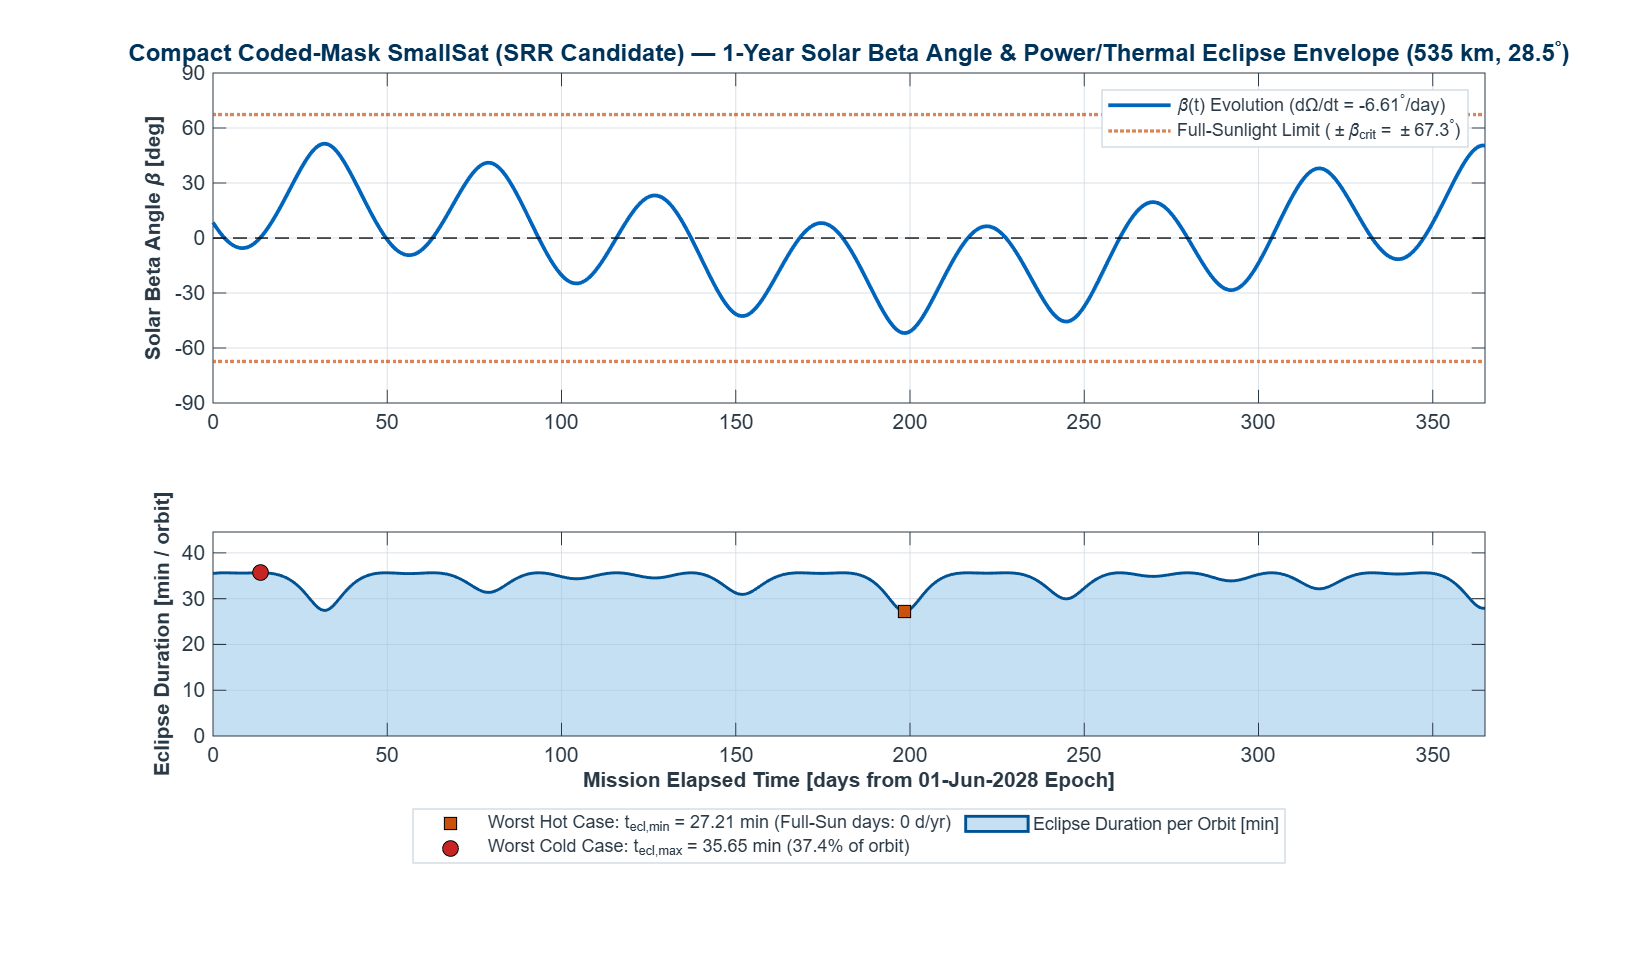 Compact Coded-Mask SmallSat (SRR Candidate) — 1-Year Solar Beta Angle & Power/Thermal Eclipse Envelope (535 km, 28.5°)
Solar Beta Angle β [deg]
90
60
30
0
-30
-60
-90
β(t) Evolution (dΩ/dt = -6.61°/day)
Full-Sunlight Limit ( ± βcrit = ± 67.3°)
0 50 100 150 200 250 300 350
Eclipse Duration [min / orbit]
40
30
20
10
0
0 50 100 150 200 250 300 350
Mission Elapsed Time [days from 01-Jun-2028 Epoch]
Worst Hot Case: tecl,min = 27.21 min (Full-Sun days: 0 d/yr)
Eclipse Duration per Orbit [min]
Worst Cold Case: tecl,max = 35.65 min (37.4% of orbit)